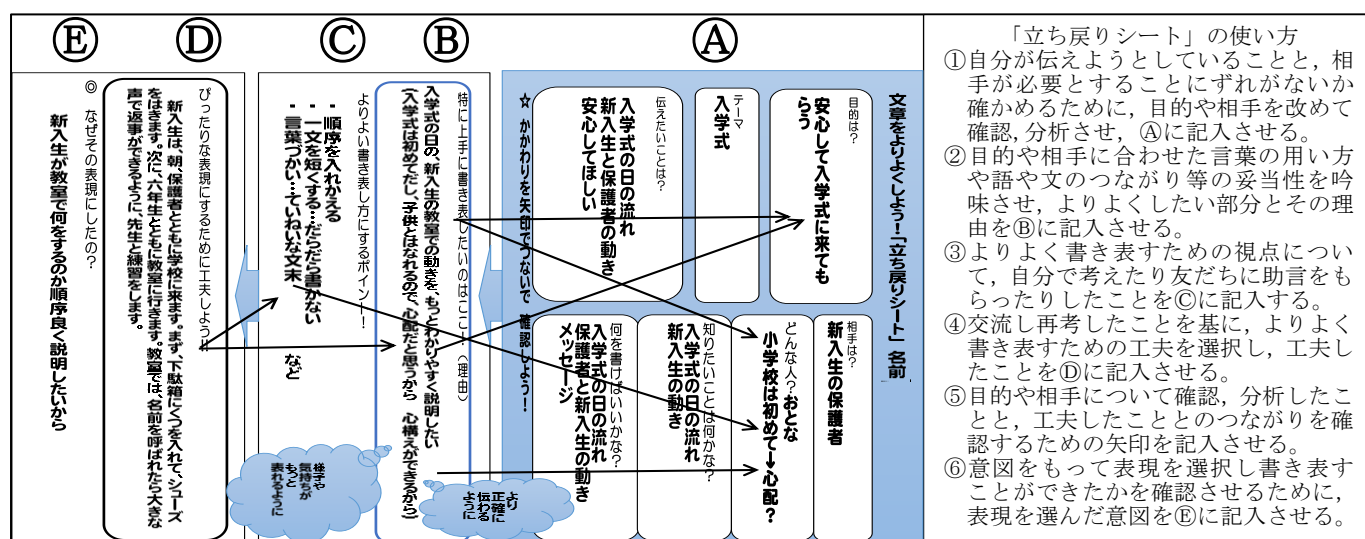 Ⓔ
Ⓓ
Ⓒ
Ⓑ
Ⓐ
文章をよりよくしよう！「立ち戻りシート」 名前
目的は？
安心して入学式に来ても
らう
テーマ
入学式
伝えたいことは？
入学式の日の流れ
新入生と保護者の動き
安心してほしい
相手は？
新入生の保護者
どんな人？おとな
小学校は初めて→心配？
知りたいことは何かな？
入学式の日の流れ
新入生の動き
何を書けばいいかな？
入学式の日の流れ
保護者と新入生の動き
メッセージ
☆ かかわりを矢印でつないで 確認しよう！
特に上手に書き表したいのはここ！（理由）
入学式の日の、新入生の教室での動きを、もっとわかりやすく説明したい
（入学式は初めてだし、子供とはなれるので、心配だと思うから 心構えができるから）
より
正確に
伝わる
ように
よりよい書き表し方にするポイント！
・順序を入れかえる
・一文を短くする…だらだら書かない
・言葉づかい…ていねいな文末 など
様子や
気持ちが
もっと
表れるように
ぴったりな表現にするために工夫しよう!!
新入生は、朝、保護者とともに学校に来ます。まず、下駄箱にくつを入れて、シューズ
をはきます。次に、六年生とともに教室に行きます。教室では、名前を呼ばれたら大きな
声で返事ができるように、先生と練習をします。
◎ なぜその表現にしたの？
新入生が教室で何をするのか順序良く説明したいから
「立ち戻りシート」の使い方
①自分が伝えようとしていることと，相
手が必要とすることにずれがないか
確かめるために，目的や相手を改めて
確認,分析させ，Ⓐに記入させる。
②目的や相手に合わせた言葉の用い方
や語や文のつながり等の妥当性を吟
味させ，よりよくしたい部分とその理
由をⒷに記入させる。
③よりよく書き表すための視点につい
て，自分で考えたり友だちに助言をも
らったりしたことをⒸに記入する。
④交流し再考したことを基に，よりよく
書き表すための工夫を選択し，工夫し
たことをⒹに記入させる。
⑤目的や相手について確認，分析したこ
とと，工夫したこととのつながりを確
認するための矢印を記入させる。
⑥意図をもって表現を選択し書き表す
ことができたかを確認させるために，
表現を選んだ意図をⒺに記入させる。